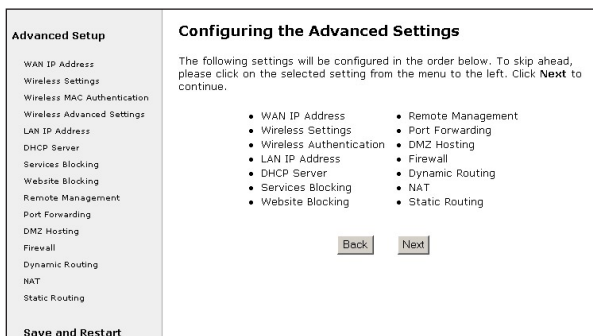 Advanced Setup
WAN IP Address
Wireless Settings
Wireless MAC Authentication
Wireless Advanced Settings
LAN IP Address
DHCP Server
Services Blocking
Website Blocking
Remote Management
Port Forwarding
DMZ Hosting
Firewall
Dynamic Routing
NAT
Static Routing
Save and Restart
Configuring the Advanced Settings
The following settings will be configured in the order below. To skip ahead,
please click on the selected setting from the menu to the left. Click Next to
continue.
• WAN IP Address
• Wireless Settings
• Wireless Authentication
• LAN IP Address
• DHCP Server
• Services Blocking
• Website Blocking
• Remote Management
• Port Forwarding
• DMZ Hosting
• Firewall
• Dynamic Routing
• NAT
• Static Routing
Back Next